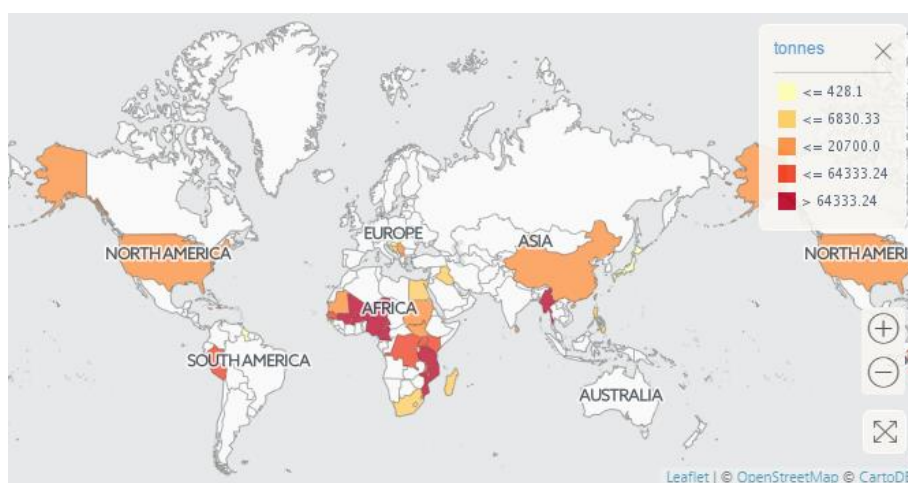 tonnes
<= 428.1
<= 6830.33
<= 20700.0
<= 64333.24
> 64333.24
EUROPE
ASIA
NORTH AMERICA
NORTH AMERI
AFRICA
SOUTH AMERICA
AUSTRALIA
Leaflet | © OpenStreetMap © CartoDB